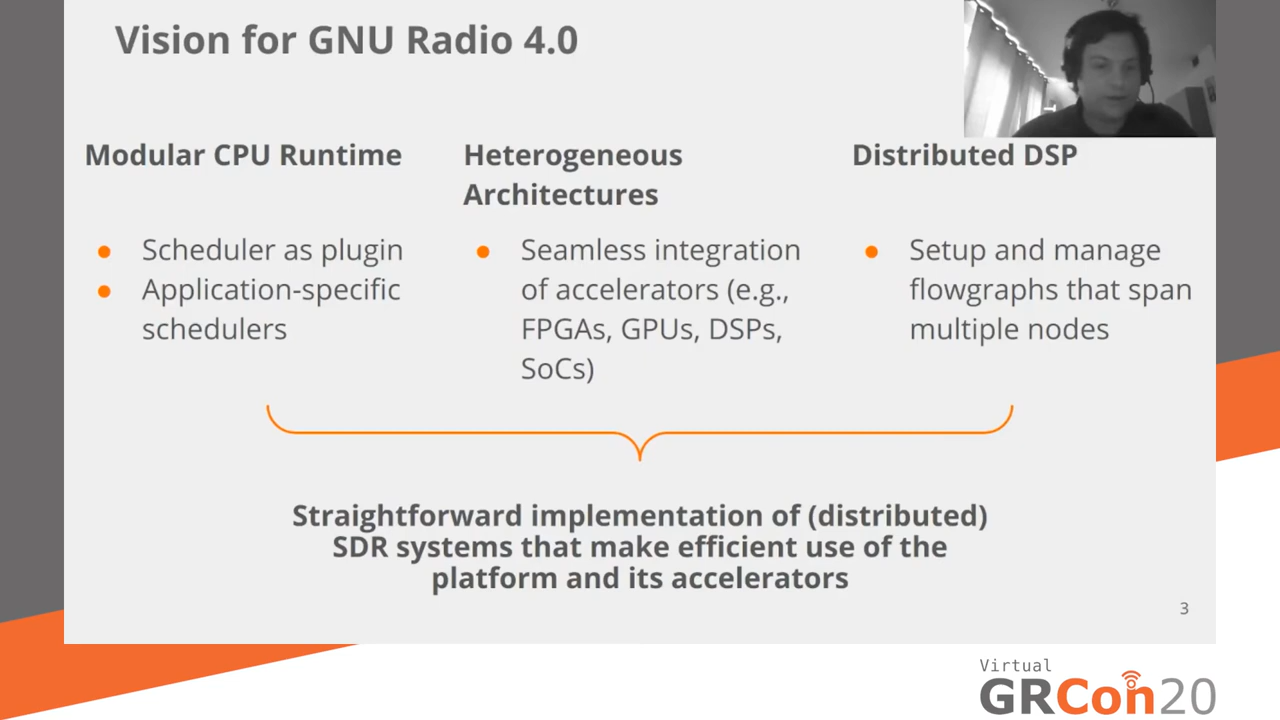 Vision for GNU Radio 4.0
Modular CPU Runtime
Scheduler as plugin
Application-specific
schedulers
Heterogeneous
Architectures
Seamless integration
of accelerators (e.g.,
FPGAs, GPUs, DSPs,
SoCs)
Distributed DSP
Setup and manage
flowgraphs that span
multiple nodes
Straightforward implementation of (distributed)
SDR systems that make efficient use of the
platform and its accelerators
3
Virtual
GRCon20